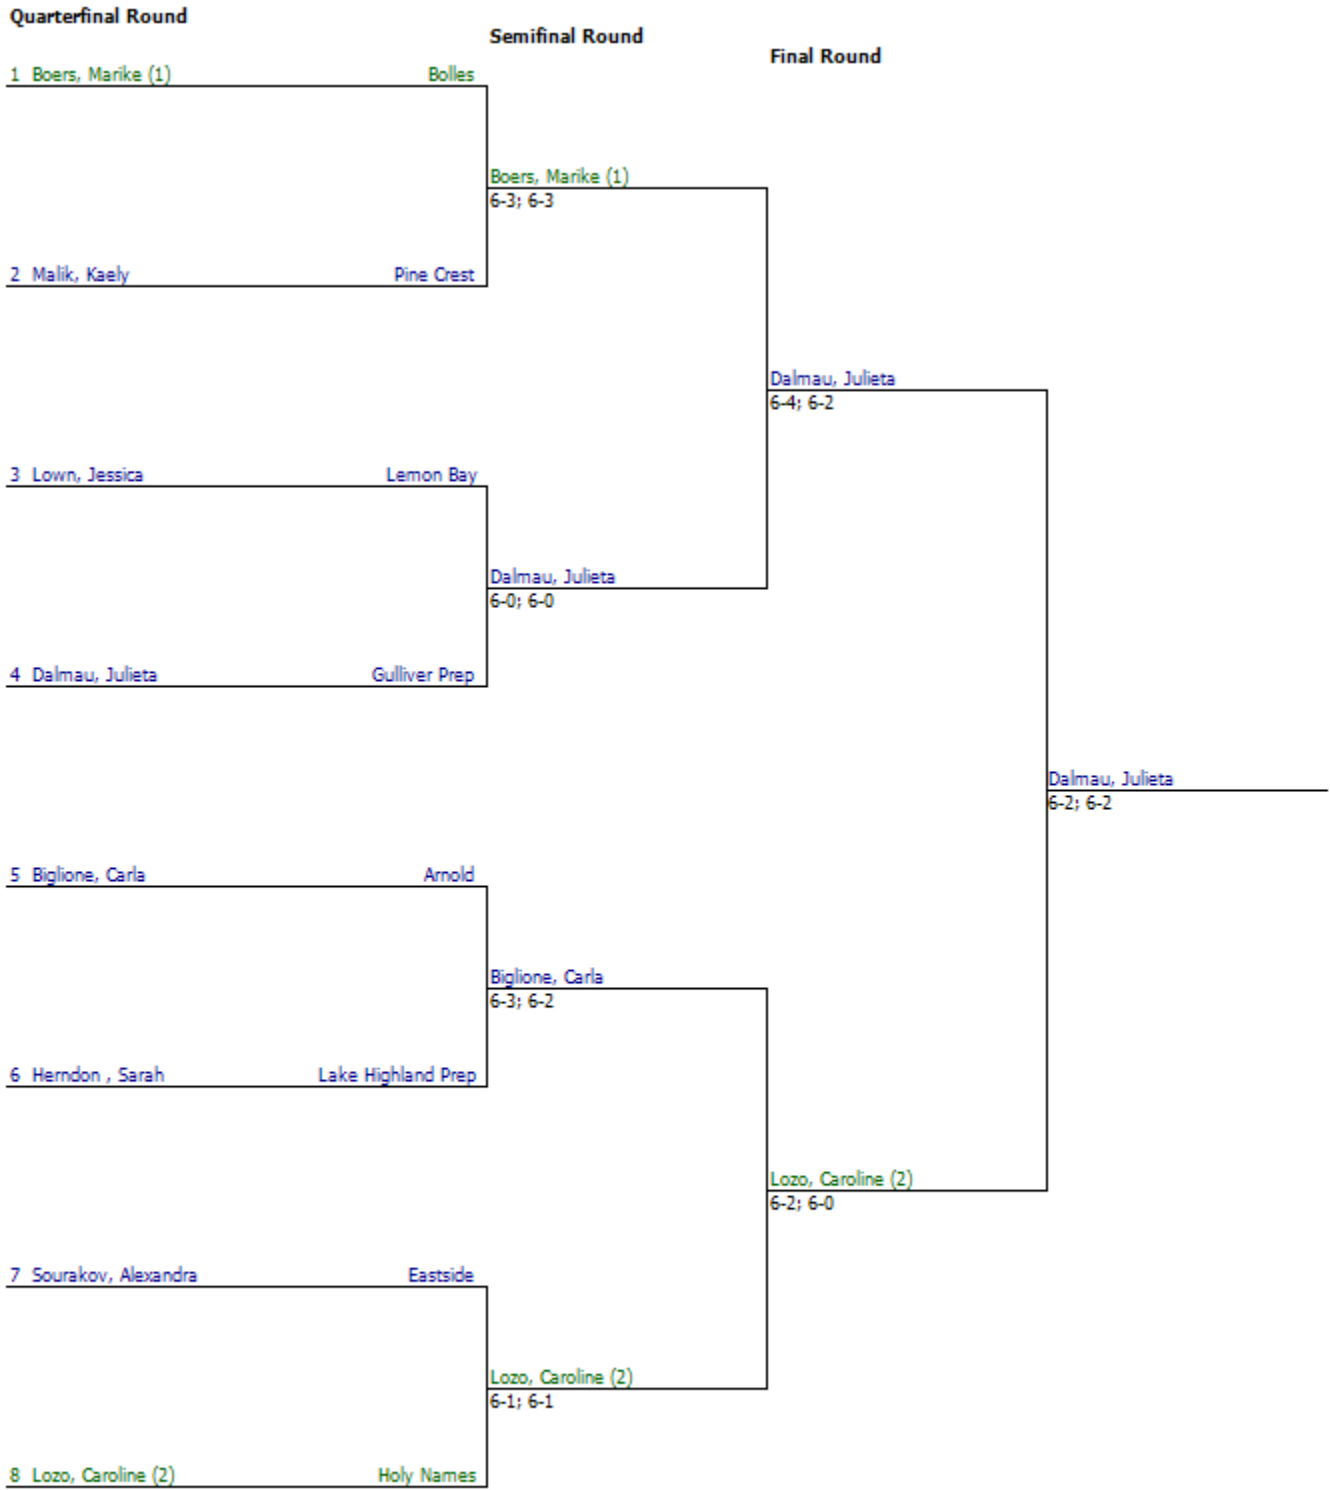 Quarterfinal Round
Semifinal Round
Final Round
1 Boers, Marike (1) Bolles
Boers, Marike (1)
6-3; 6-3
2 Malik, Kaely Pine Crest
Dalmau, Julieta
6-4; 6-2
3 Lown, Jessica Lemon Bay
Dalmau, Julieta
6-0; 6-0
4 Dalmau, Julieta Gulliver Prep
Dalmau, Julieta
6-2; 6-2
5 Biglione, Carla Arnold
Biglione, Carla
6-3; 6-2
6 Herndon , Sarah Lake Highland Prep
Lozo, Caroline (2)
6-2; 6-0
7 Sourakov, Alexandra Eastside
Lozo, Caroline (2)
6-1; 6-1
8 Lozo, Caroline (2) Holy Names